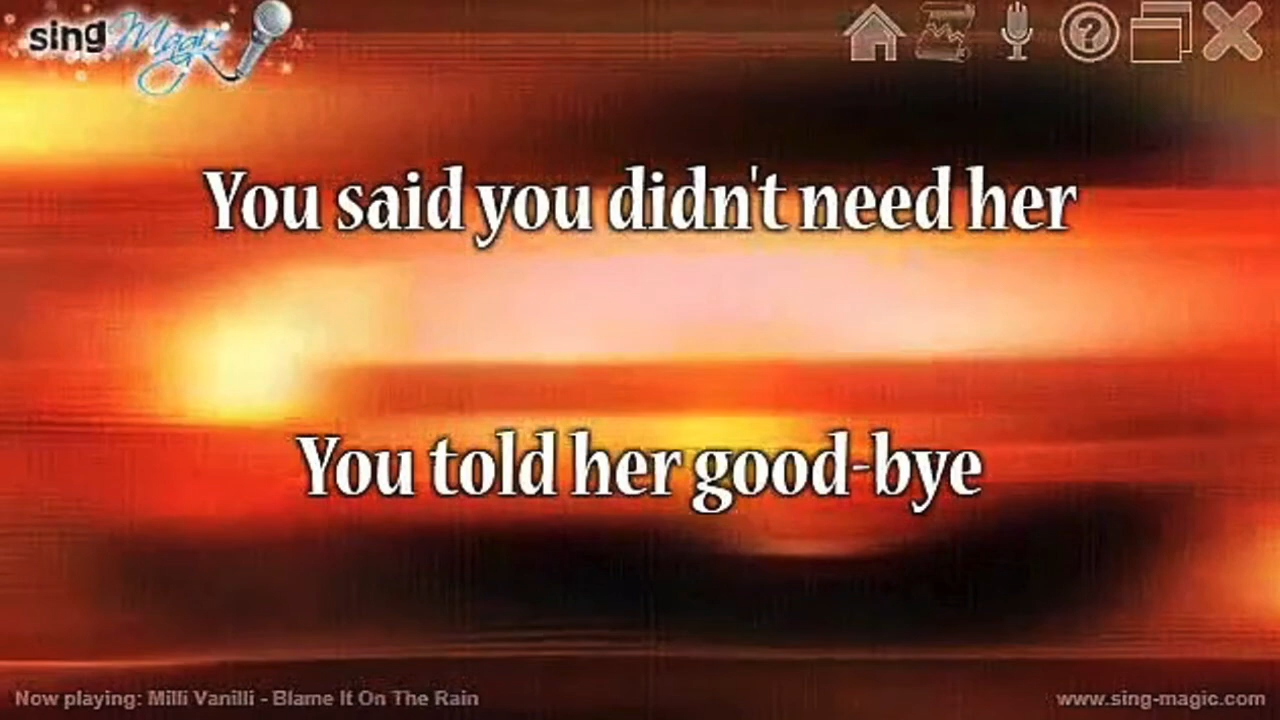 sing Magic
You said you didn't need her
You told her good-bye
Now playing: Milli Vanilli - Blame It On The Rain
www.sing-magic.com